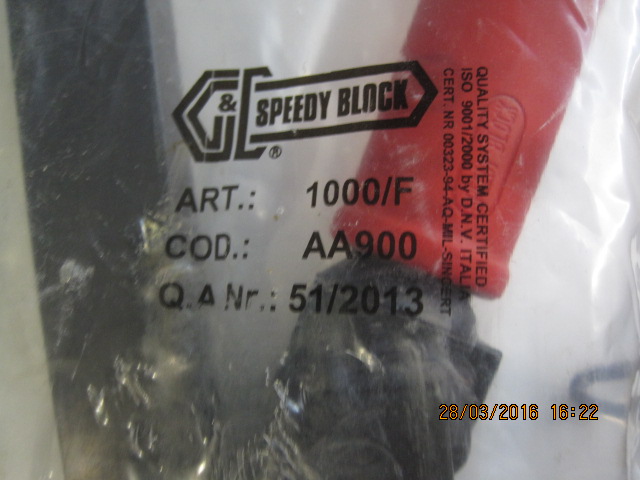 G&JL SPEEDY BLOCK
®
ART.: 1000/F
COD.: AA900
Q.A Nr.: 51/2013
QUALITY SYSTEM CERTIFIED
ISO 9001/2000 by D.N.V. ITALIA
CERT. NR 00323-94-AQ-MIL-SINCERT
28/03/2016 16:22